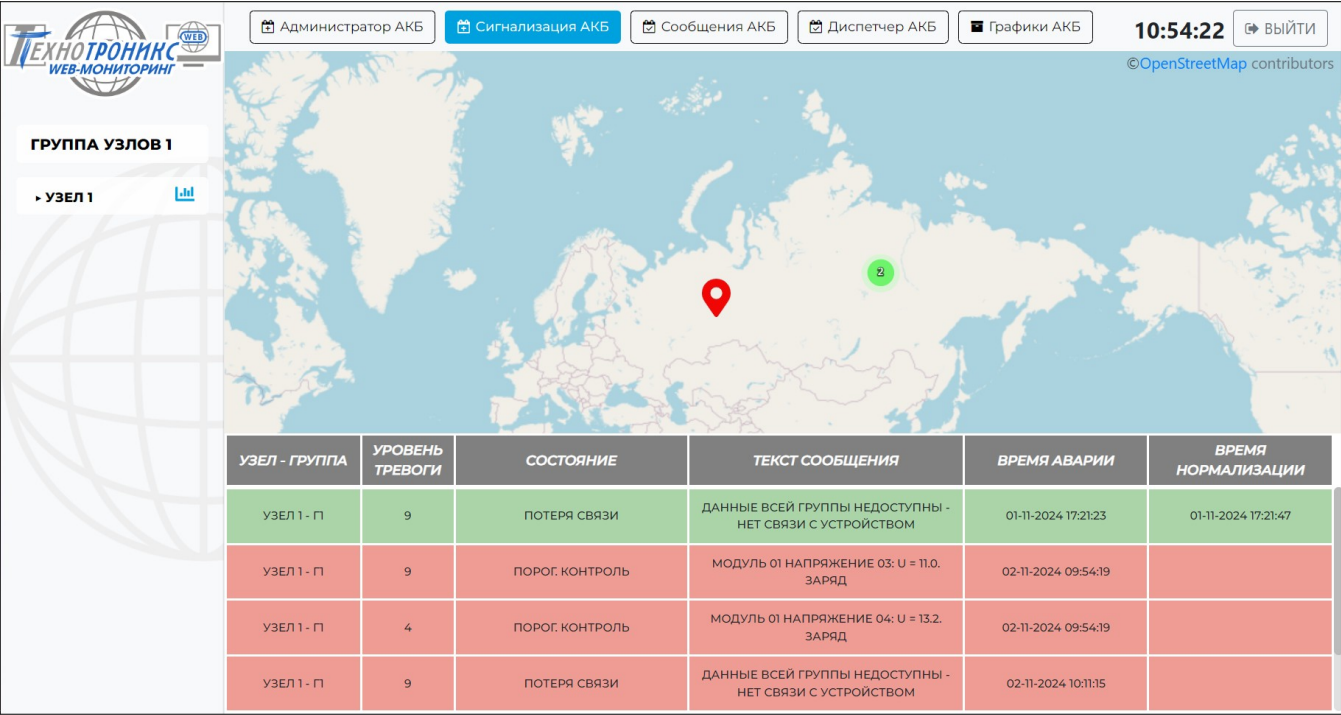 Администратор АКБ
Сигнализация АКБ
Сообщения АКБ
Диспетчер АКБ
Графики АКБ
10:54:22
ВЫЙТИ
ТЕХНОТРОНИКС
WEB
WEB-МОНИТОРИНГ
©OpenStreetMap contributors
ГРУППА УЗЛОВ 1
▸ УЗЕЛ 1
2
УЗЕЛ - ГРУППА
УРОВЕНЬ
ТРЕВОГИ
СОСТОЯНИЕ
ТЕКСТ СООБЩЕНИЯ
ВРЕМЯ АВАРИИ
ВРЕМЯ
НОРМАЛИЗАЦИИ
УЗЕЛ 1 - Г1
9
ПОТЕРЯ СВЯЗИ
ДАННЫЕ ВСЕЙ ГРУППЫ НЕДОСТУПНЫ -
НЕТ СВЯЗИ С УСТРОЙСТВОМ
01-11-2024 17:21:23
01-11-2024 17:21:47
УЗЕЛ 1 - Г1
9
ПОРОГ. КОНТРОЛЬ
МОДУЛЬ 01 НАПРЯЖЕНИЕ 03: U = 11.0.
ЗАРЯД
02-11-2024 09:54:19
УЗЕЛ 1 - Г1
4
ПОРОГ. КОНТРОЛЬ
МОДУЛЬ 01 НАПРЯЖЕНИЕ 04: U = 13.2.
ЗАРЯД
02-11-2024 09:54:19
УЗЕЛ 1 - Г1
9
ПОТЕРЯ СВЯЗИ
ДАННЫЕ ВСЕЙ ГРУППЫ НЕДОСТУПНЫ -
НЕТ СВЯЗИ С УСТРОЙСТВОМ
02-11-2024 10:11:15